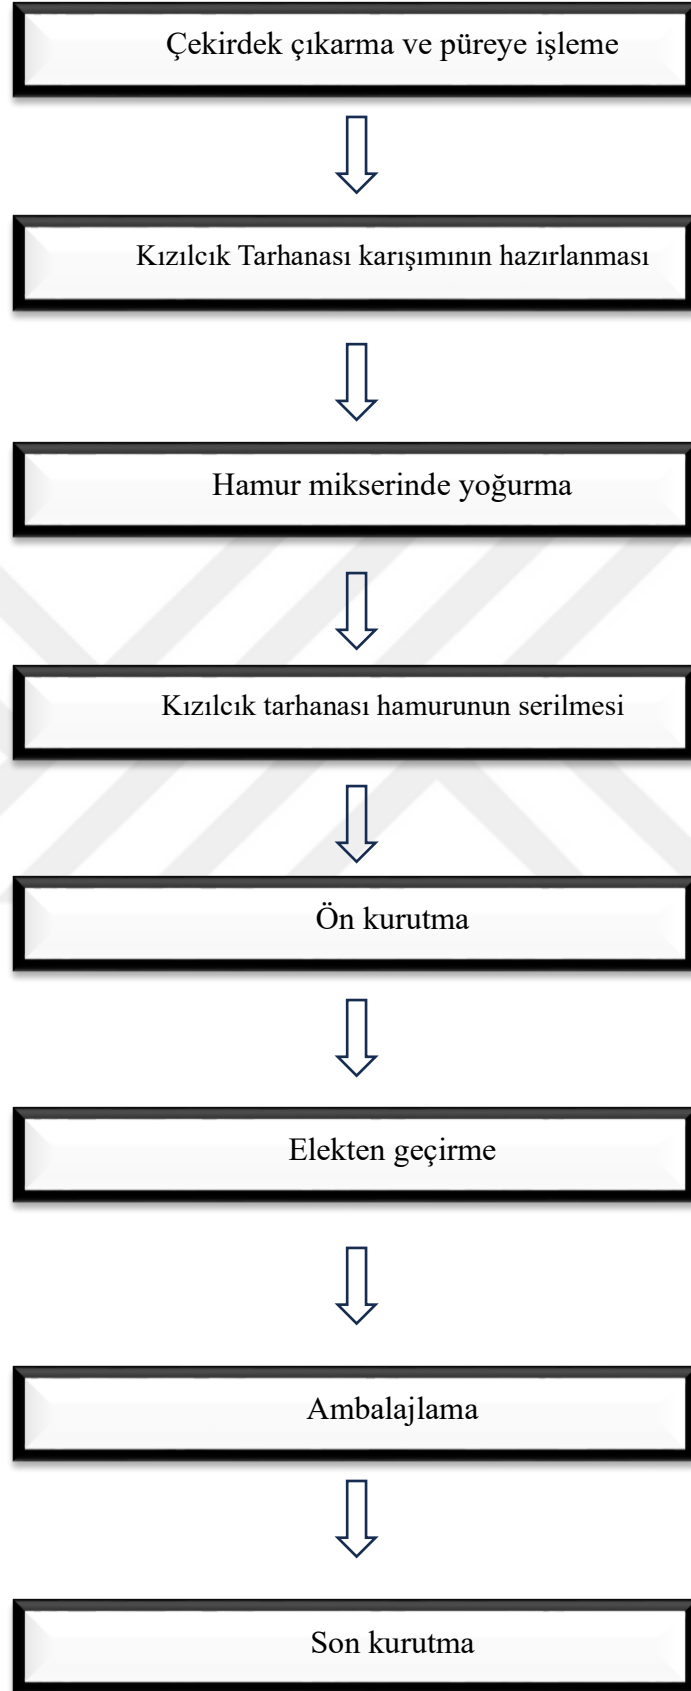 Çekirdek çıkarma ve püreye işleme
Kızılcık Tarhanası karışımının hazırlanması
Hamur mikserinde yoğurma
Kızılcık tarhanası hamurunun serilmesi
Ön kurutma
Elekten geçirme
Ambalajlama
Son kurutma